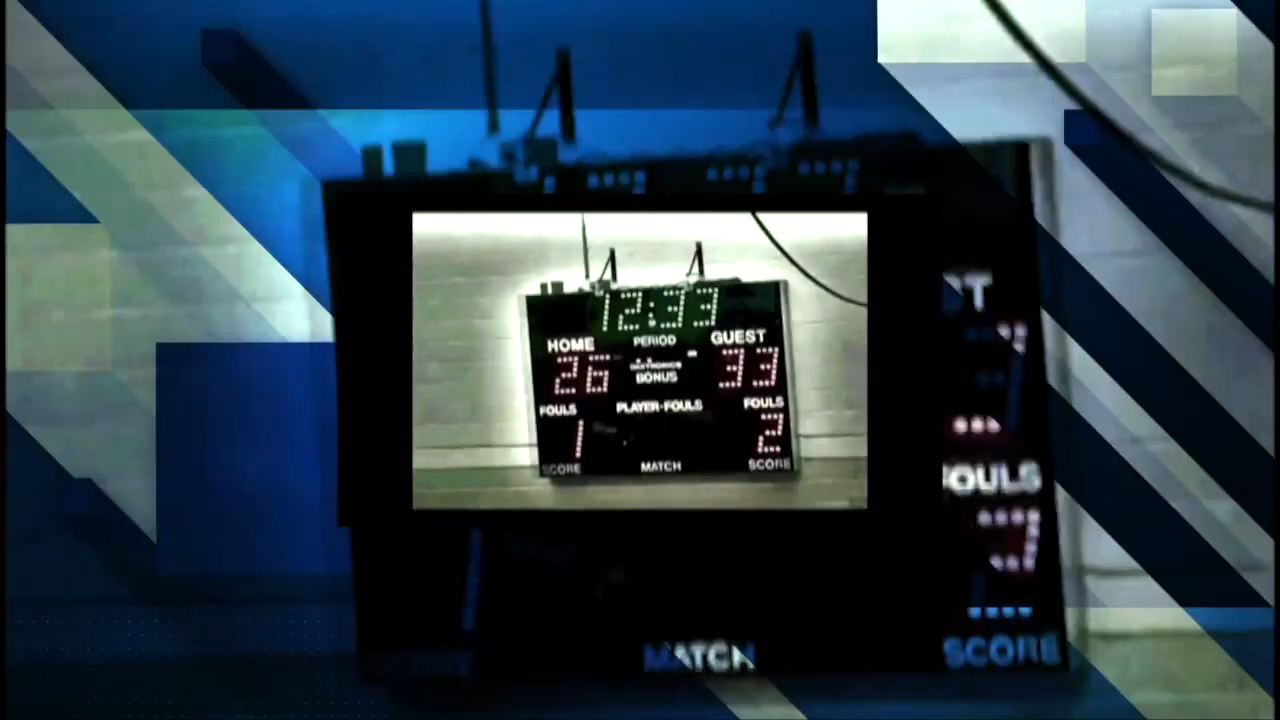 12:33
HOME PERIOD GUEST
26 33
BONUS
FOULS PLAYER-FOULS FOULS
1 2
SCORE MATCH SCORE
FOULS
MATCH SCORE